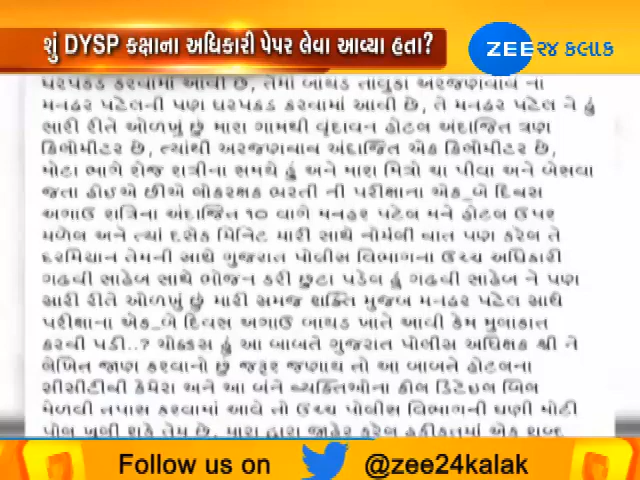 શું DYSP કક્ષાના અધિકારી પેપર લેવા આવ્યા હતા?
ZEE ૨૪ કલાક
ધરપકડ કરવામાં આવી છે, તેમાં બાયડ તાલુકા અરજણવાવ ના
મનહર પટેલની પણ ધરપકડ કરવામાં આવી છે, તે મનહર પટેલ ને હું
સારી રીતે ઓળખું છું મારા ગામથી વૃંદાવન હોટલ અંદાજિત ત્રણ
કિલોમીટર છે, ત્યાંથી અરજણવાવ અંદાજિત એક કિલોમીટર છે,
મોટા ભાગે રોજ રાત્રીના સમયે હું અને મારા મિત્રો ચા પીવા અને બેસવા
જતા હોઇએ છીએ લોકરક્ષક ભરતી ની પરીક્ષાના એક_બે દિવસ
અગાઉ રાત્રિના અંદાજિત ૧૦ વાગે મનહર પટેલ મને હોટલ ઉપર
મળેલ અને ત્યાં દસેક મિનિટ મારી સાથે નોર્મલી વાત પણ કરેલ તે
દરમિયાન તેમની સાથે ગુજરાત પોલીસ વિભાગના ઉચ્ચ અધિકારી
ગઢવી સાહેબ સાથે ભોજન કરી છુટા પડેલ હું ગઢવી સાહેબ ને પણ
સારી રીતે ઓળખું છું મારી સમજ શક્તિ મુજબ મનહર પટેલ સાથે
પરીક્ષાના એક_બે દિવસ અગાઉ બાયડ ખાતે આવી કેમ મુલાકાત
કરવી પડી..? ચોક્કસ હું આ બાબતે ગુજરાત પોલીસ અધિક્ષક શ્રી ને
લેખિત જાણ કરવાનો છું જરૂર જણાય તો આ બાબતે હોટલના
સીસીટીવી કેમેરા અને આ બંને વ્યક્તિઓના કોલ ડિટેઇલ બિલ
મેળવી તપાસ કરવામાં આવે તો ઉચ્ચ પોલીસ વિભાગની ઘણી મોટી
પોલ ખુલી શકે તેમ છે, મારા દ્વારા જાહેર કરેલ હકીકતમાં એક શબ્દ
Follow us on @zee24kalak